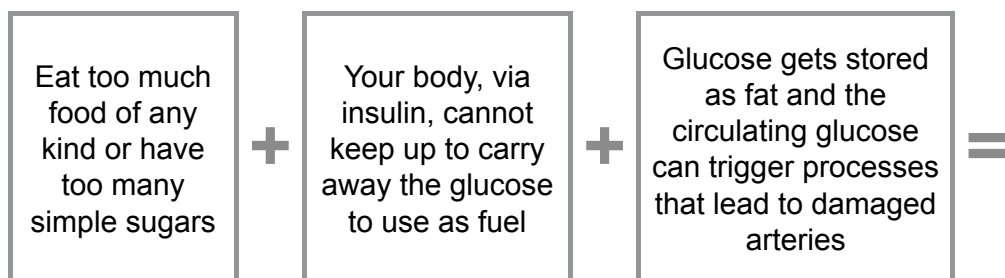 Eat too much
food of any
kind or have
too many
simple sugars
+
Your body, via
insulin, cannot
keep up to carry
away the glucose
to use as fuel
+
Glucose gets stored
as fat and the
circulating glucose
can trigger processes
that lead to damaged
arteries
=